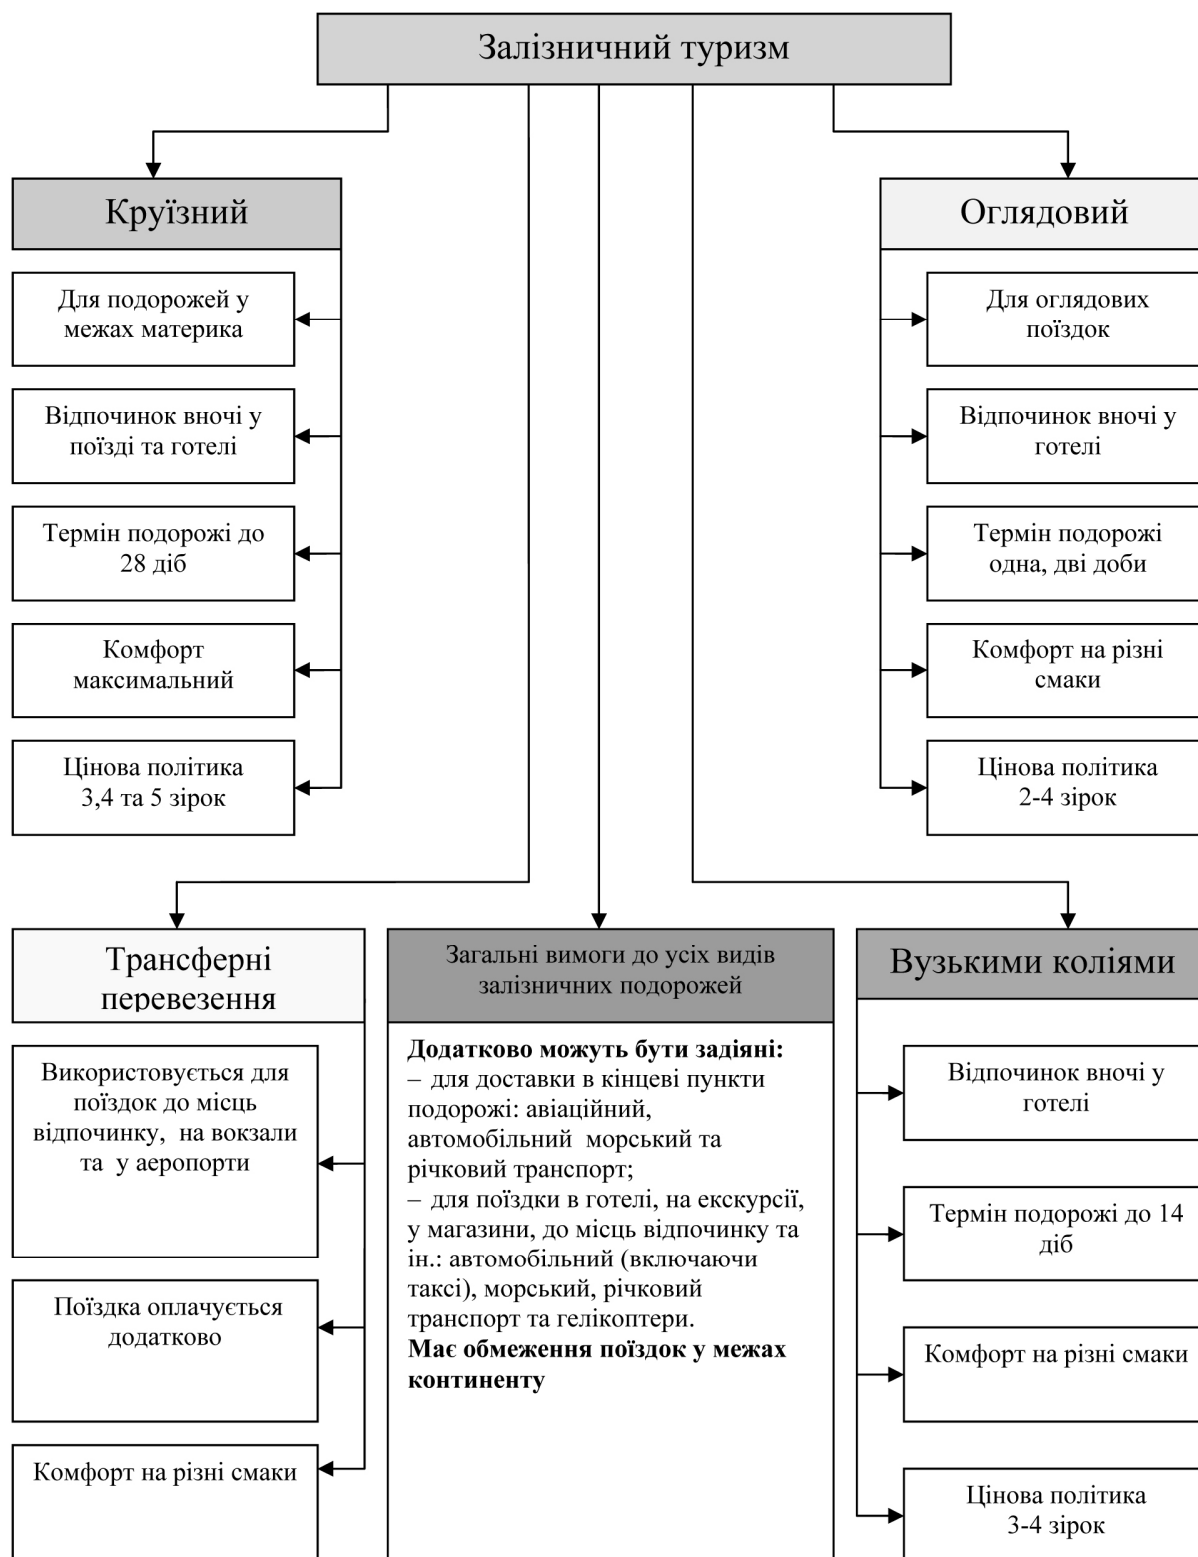 Залізничний туризм
Круїзний
Для подорожей у
межах материка
Відпочинок вночі у
поїзді та готелі
Термін подорожі до
28 діб
Комфорт
максимальний
Цінова політика
3,4 та 5 зірок
Оглядовий
Для оглядових
поїздок
Відпочинок вночі у
готелі
Термін подорожі
одна, дві доби
Комфорт на різні
смаки
Цінова політика
2-4 зірок
Трансферні
перевезення
Використовується для
поїздок до місць
відпочинку, на вокзали
та у аеропорти
Поїздка оплачується
додатково
Комфорт на різні смаки
Загальні вимоги до усіх видів
залізничних подорожей
Додатково можуть бути задіяні:
– для доставки в кінцеві пункти
подорожі: авіаційний,
автомобільний морський та
річковий транспорт;
– для поїздки в готелі, на екскурсії,
у магазини, до місць відпочинку та
ін.: автомобільний (включаючи
таксі), морський, річковий
транспорт та гелікоптери.
Має обмеження поїздок у межах
континенту
Вузькими коліями
Відпочинок вночі у
готелі
Термін подорожі до 14
діб
Комфорт на різні смаки
Цінова політика
3-4 зірок